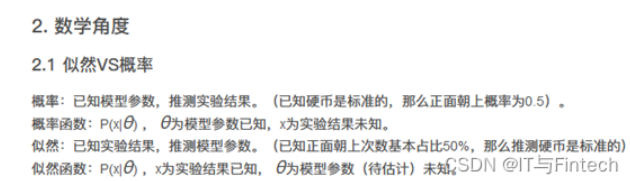 2. 数学角度
2.1 似然VS概率
概率：已知模型参数，推测实验结果。（已知硬币是标准的，那么正面朝上概率为0.5）。
概率函数：P(x|θ) ， θ为模型参数已知，x为实验结果未知。
似然：已知实验结果，推测模型参数。（已知正面朝上次数基本占比50%，那么推测硬币是标准的）
似然函数：P(x|θ) ，x为实验结果已知， θ为模型参数（待估计）未知。
CSDN @IT与Fintech